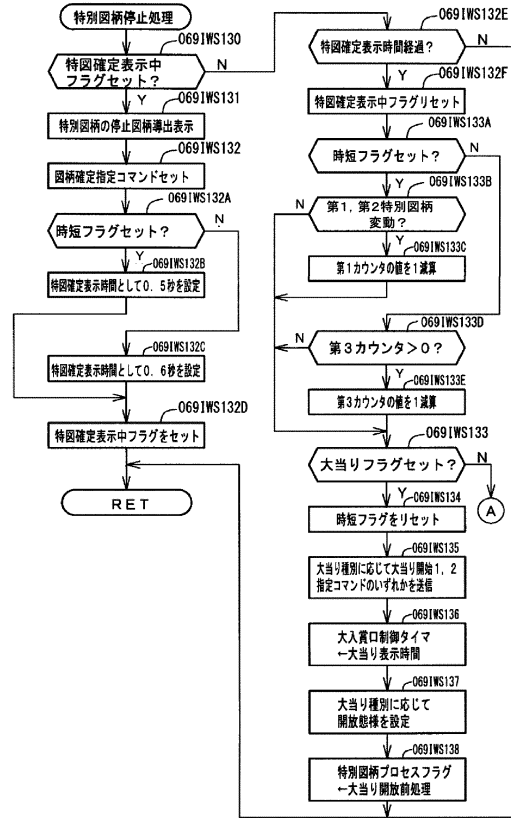 特別図柄停止処理
069IWS130
特図確定表示中
フラグセット？
N
Y
069IWS131
特別図柄の停止図柄導出表示
069IWS132
図柄確定指定コマンドセット
069IWS132A
時短フラグセット？
N
Y
069IWS132B
特図確定表示時間として0．5秒を設定
069IWS132C
特図確定表示時間として0．6秒を設定
069IWS132D
特図確定表示中フラグをセット
RET
069IWS132E
特図確定表示時間経過？
N
Y
069IWS132F
特図確定表示中フラグリセット
069IWS133A
時短フラグセット？
N
Y
069IWS133B
第1，第2特別図柄
変動？
N
Y
069IWS133C
第1カウンタの値を1減算
069IWS133D
第3カウンタ＞0？
N
Y
069IWS133E
第3カウンタの値を1減算
069IWS133
大当りフラグセット？
N
A
Y
069IWS134
時短フラグをリセット
069IWS135
大当り種別に応じて大当り開始1，2
指定コマンドのいずれかを送信
069IWS136
大入賞口制御タイマ
←大当り表示時間
069IWS137
大当り種別に応じて
開放態様を設定
069IWS138
特別図柄プロセスフラグ
←大当り開放前処理